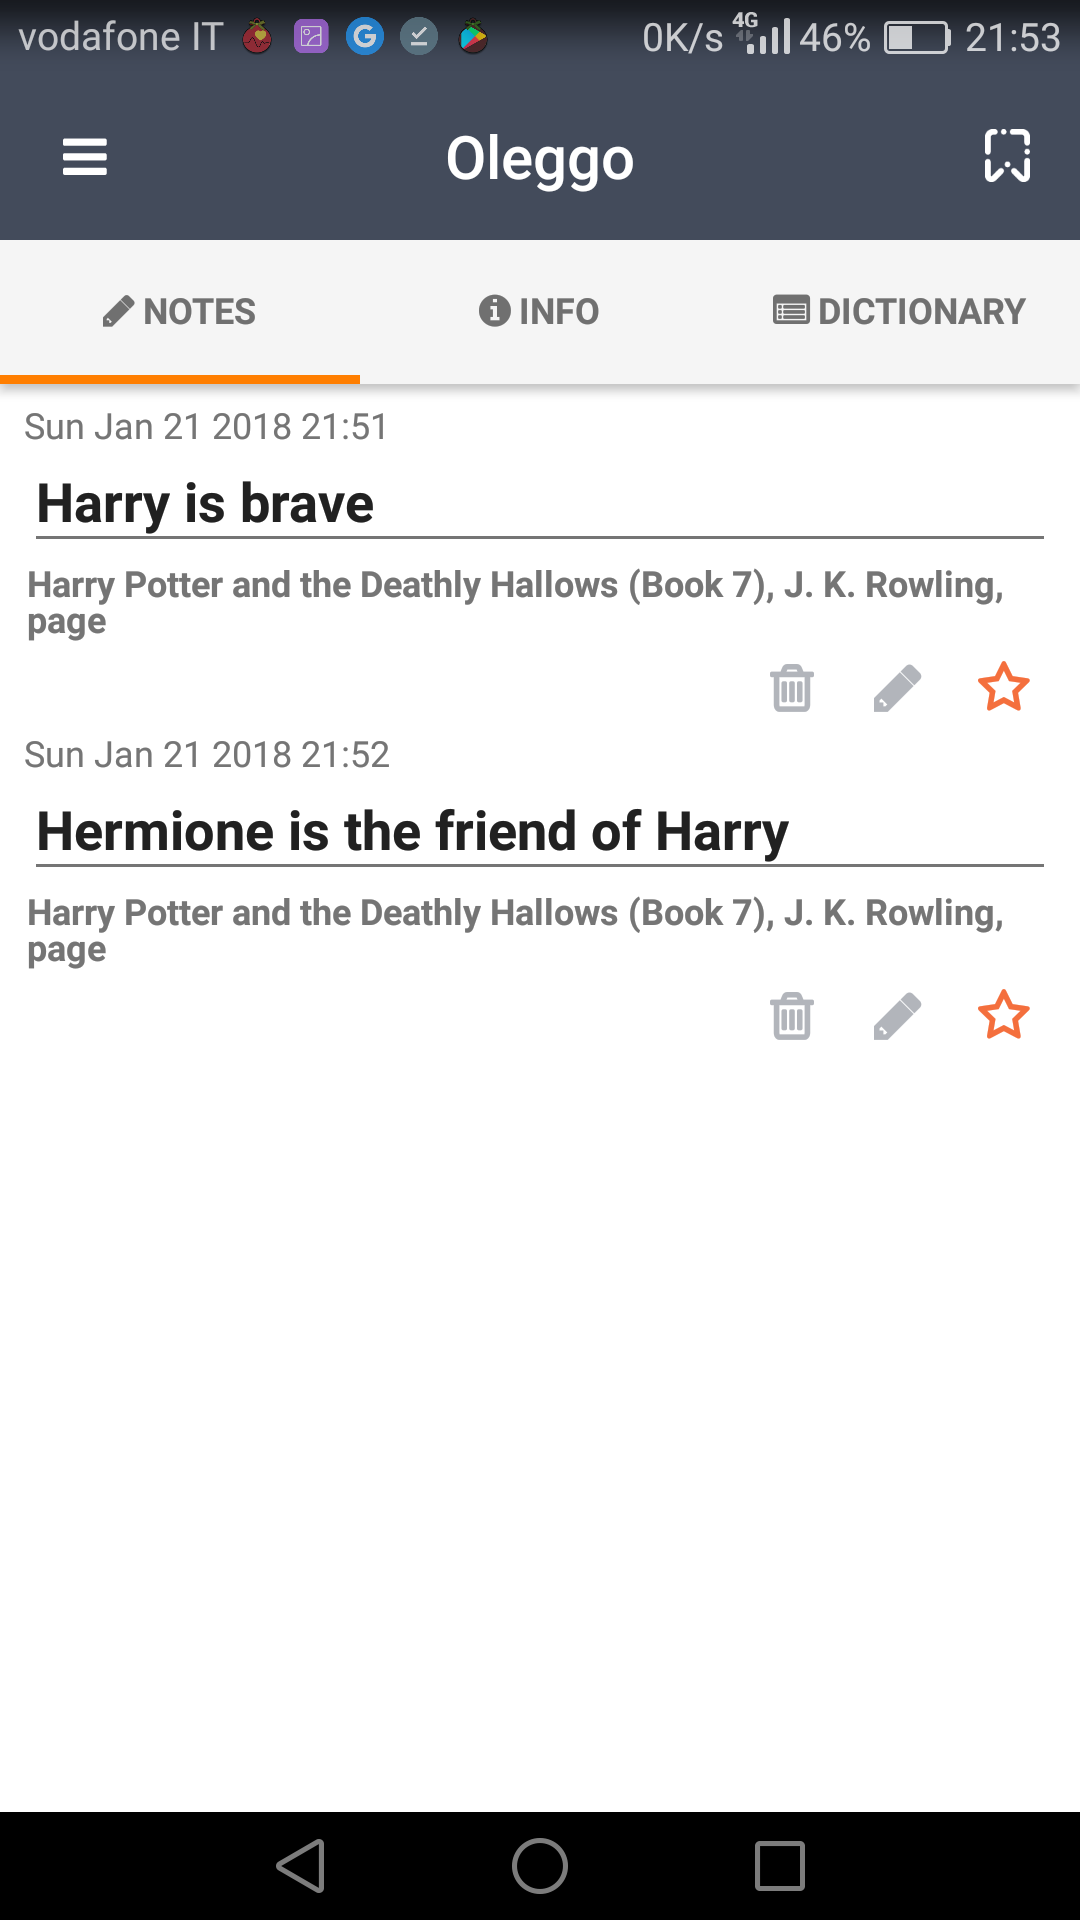 vodafone IT 0K/s 4G 46% 21:53
Oleggo
NOTES INFO DICTIONARY
Sun Jan 21 2018 21:51
Harry is brave
Harry Potter and the Deathly Hallows (Book 7), J. K. Rowling,
page
Sun Jan 21 2018 21:52
Hermione is the friend of Harry
Harry Potter and the Deathly Hallows (Book 7), J. K. Rowling,
page